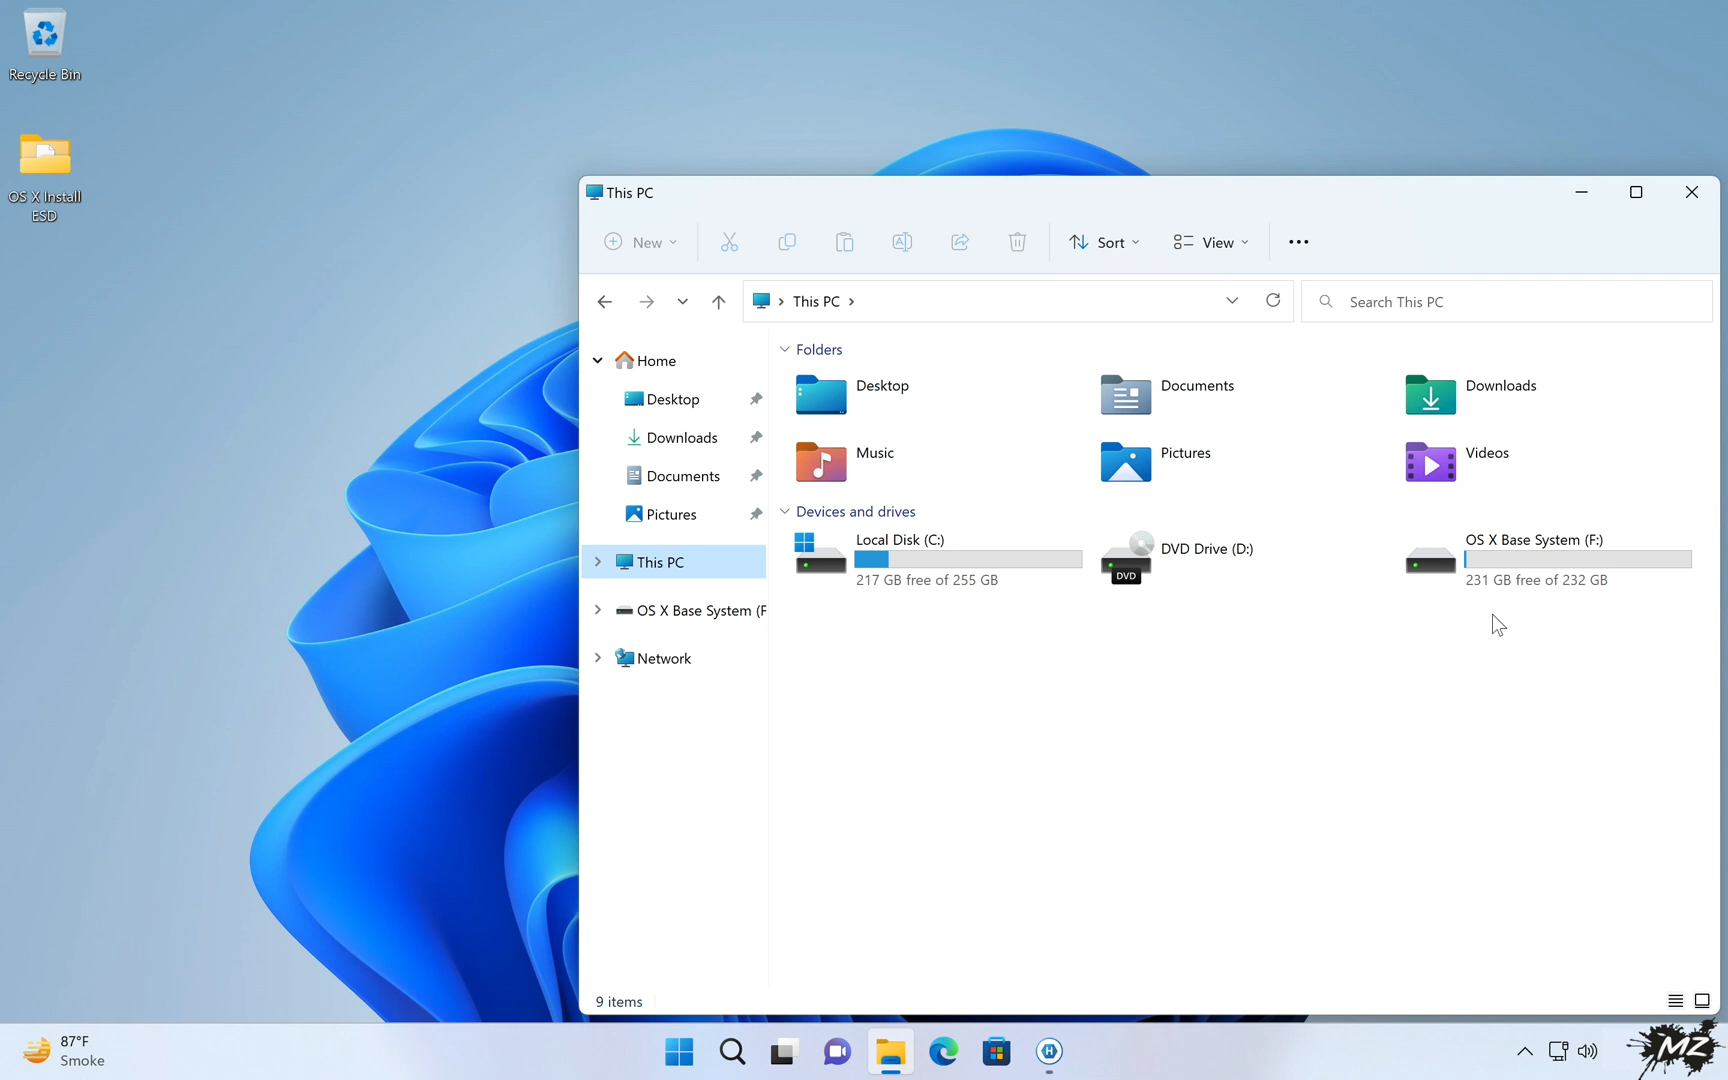 Recycle Bin
OS X Install
ESD
This PC
New
Sort
View
This PC
Search This PC
Home
Desktop
Downloads
Documents
Pictures
This PC
OS X Base System (F
Network
Folders
Desktop
Documents
Downloads
Music
Pictures
Videos
Devices and drives
Local Disk (C:)
217 GB free of 255 GB
DVD
DVD Drive (D:)
OS X Base System (F:)
231 GB free of 232 GB
9 items
87°F
Smoke
H
MZ